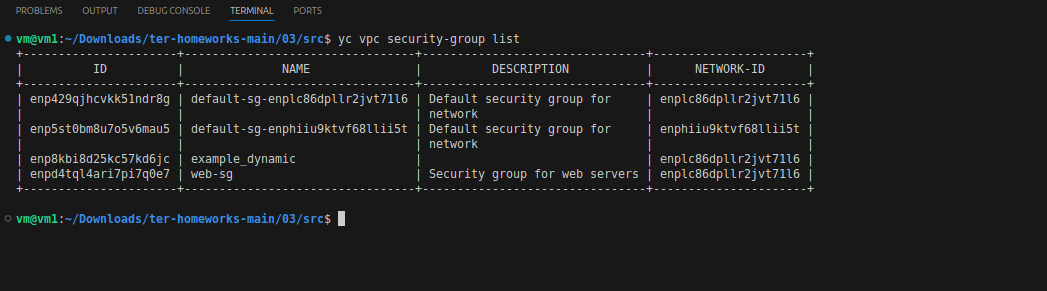 PROBLEMS OUTPUT DEBUG CONSOLE TERMINAL PORTS
vm@vm1:~/Downloads/ter-homeworks-main/03/src$ yc vpc security-group list
+----------------------+---------------------------------+--------------------------------+----------------------+
|          ID          |              NAME               |          DESCRIPTION           |      NETWORK-ID      |
+----------------------+---------------------------------+--------------------------------+----------------------+
| enp429qjhcvkk51ndr8g | default-sg-enplc86dpllr2jvt71l6 | Default security group for     | enplc86dpllr2jvt71l6 |
|                      |                                 | network                        |                      |
| enp5st0bm8u7o5v6mau5 | default-sg-enphiiu9ktvf68llii5t | Default security group for     | enphiiu9ktvf68llii5t |
|                      |                                 | network                        |                      |
| enp8kbi8d25kc57kd6jc | example_dynamic                 |                                | enplc86dpllr2jvt71l6 |
| enpd4tql4ari7pi7q0e7 | web-sg                          | Security group for web servers | enplc86dpllr2jvt71l6 |
+----------------------+---------------------------------+--------------------------------+----------------------+
vm@vm1:~/Downloads/ter-homeworks-main/03/src$